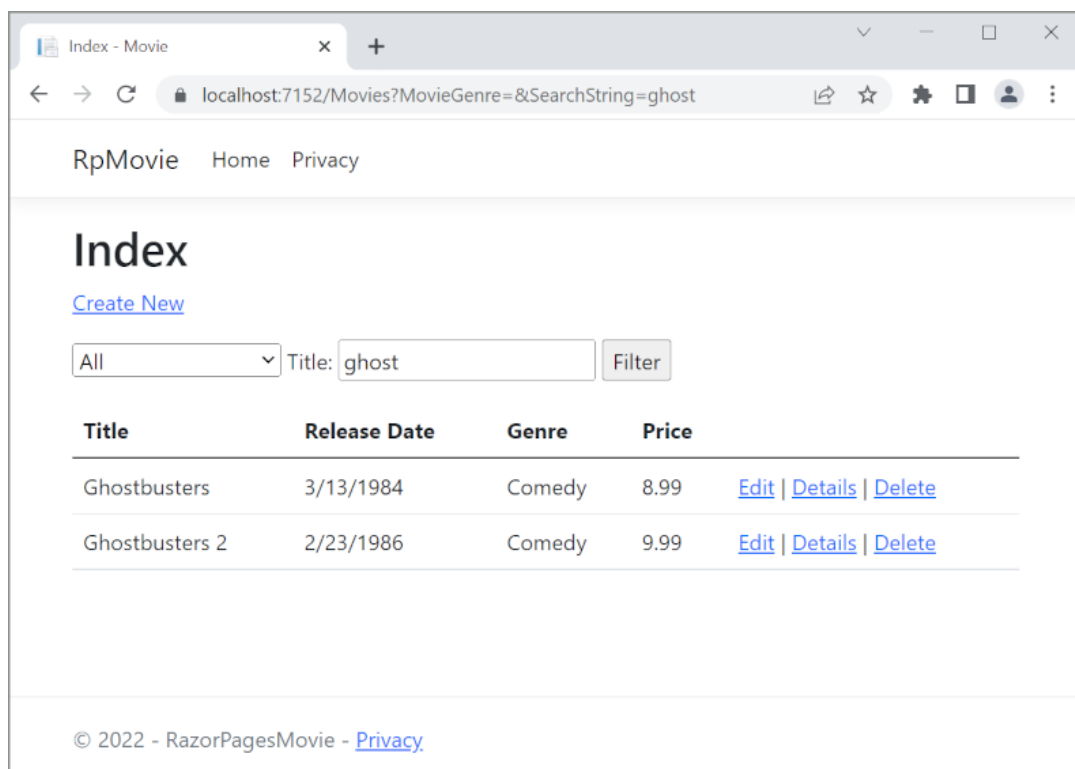 Index - Movie
localhost:7152/Movies?MovieGenre=&SearchString=ghost
RpMovie Home Privacy
Index
Create New
All Title: ghost Filter
Title Release Date Genre Price
Ghostbusters 3/13/1984 Comedy 8.99 Edit | Details | Delete
Ghostbusters 2 2/23/1986 Comedy 9.99 Edit | Details | Delete
© 2022 - RazorPagesMovie - Privacy